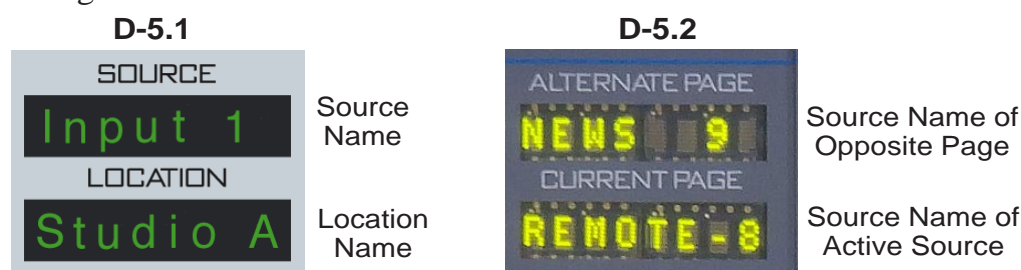 D-5.1
SOURCE
Input 1
Source
Name
LOCATION
Studio A
Location
Name
D-5.2
ALTERNATE PAGE
NEWS 9
Source Name of
Opposite Page
CURRENT PAGE
REMOTE-8
Source Name of
Active Source